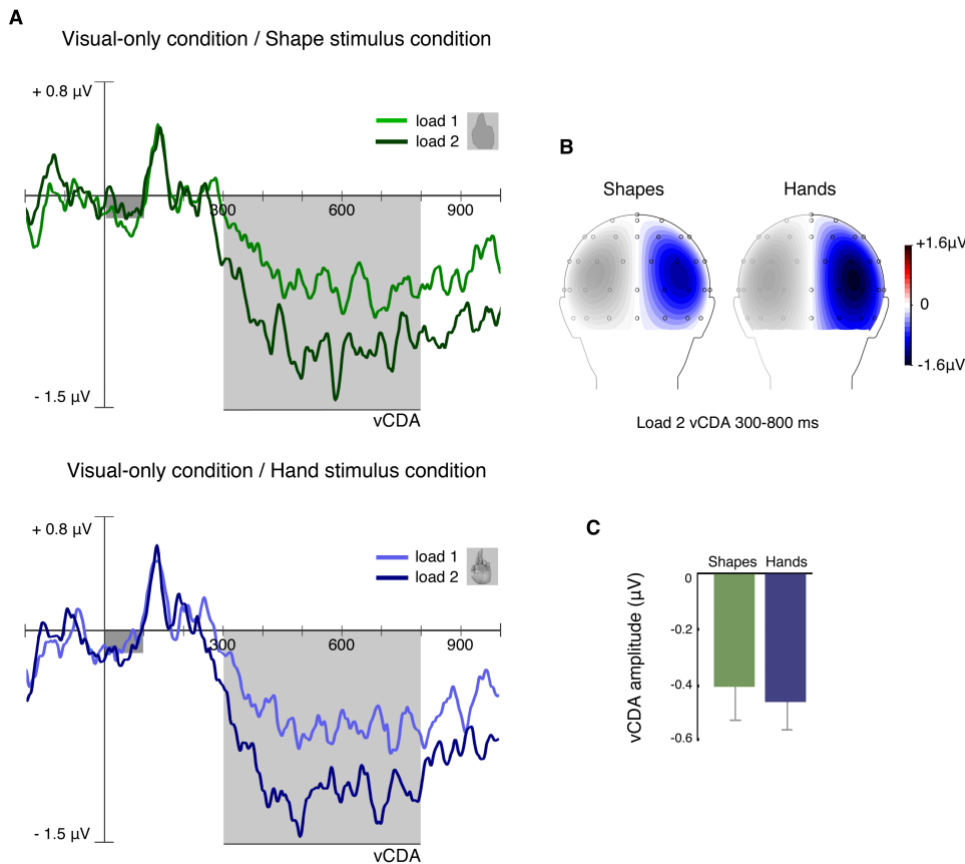 A
Visual-only condition / Shape stimulus condition
+ 0.8 µV
load 1
load 2
300
600
900
- 1.5 µV
vCDA
B
Shapes
Hands
+1.6µV
0
-1.6µV
Load 2 vCDA 300-800 ms
Visual-only condition / Hand stimulus condition
+ 0.8 µV
load 1
load 2
300
600
900
- 1.5 µV
vCDA
C
Shapes
Hands
vCDA amplitude (µV)
0
-0.2
-0.4
-0.6